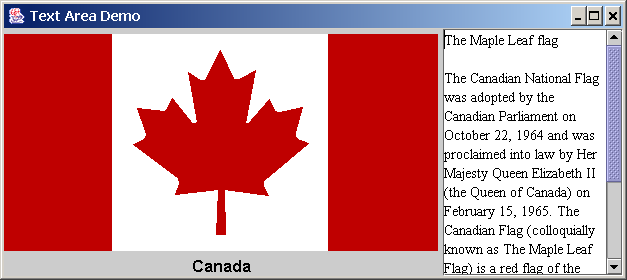 Text Area Demo
The Maple Leaf flag
The Canadian National Flag
was adopted by the
Canadian Parliament on
October 22, 1964 and was
proclaimed into law by Her
Majesty Queen Elizabeth II
(the Queen of Canada) on
February 15, 1965. The
Canadian Flag (colloquially
known as The Maple Leaf
Flag) is a red flag of the
Canada